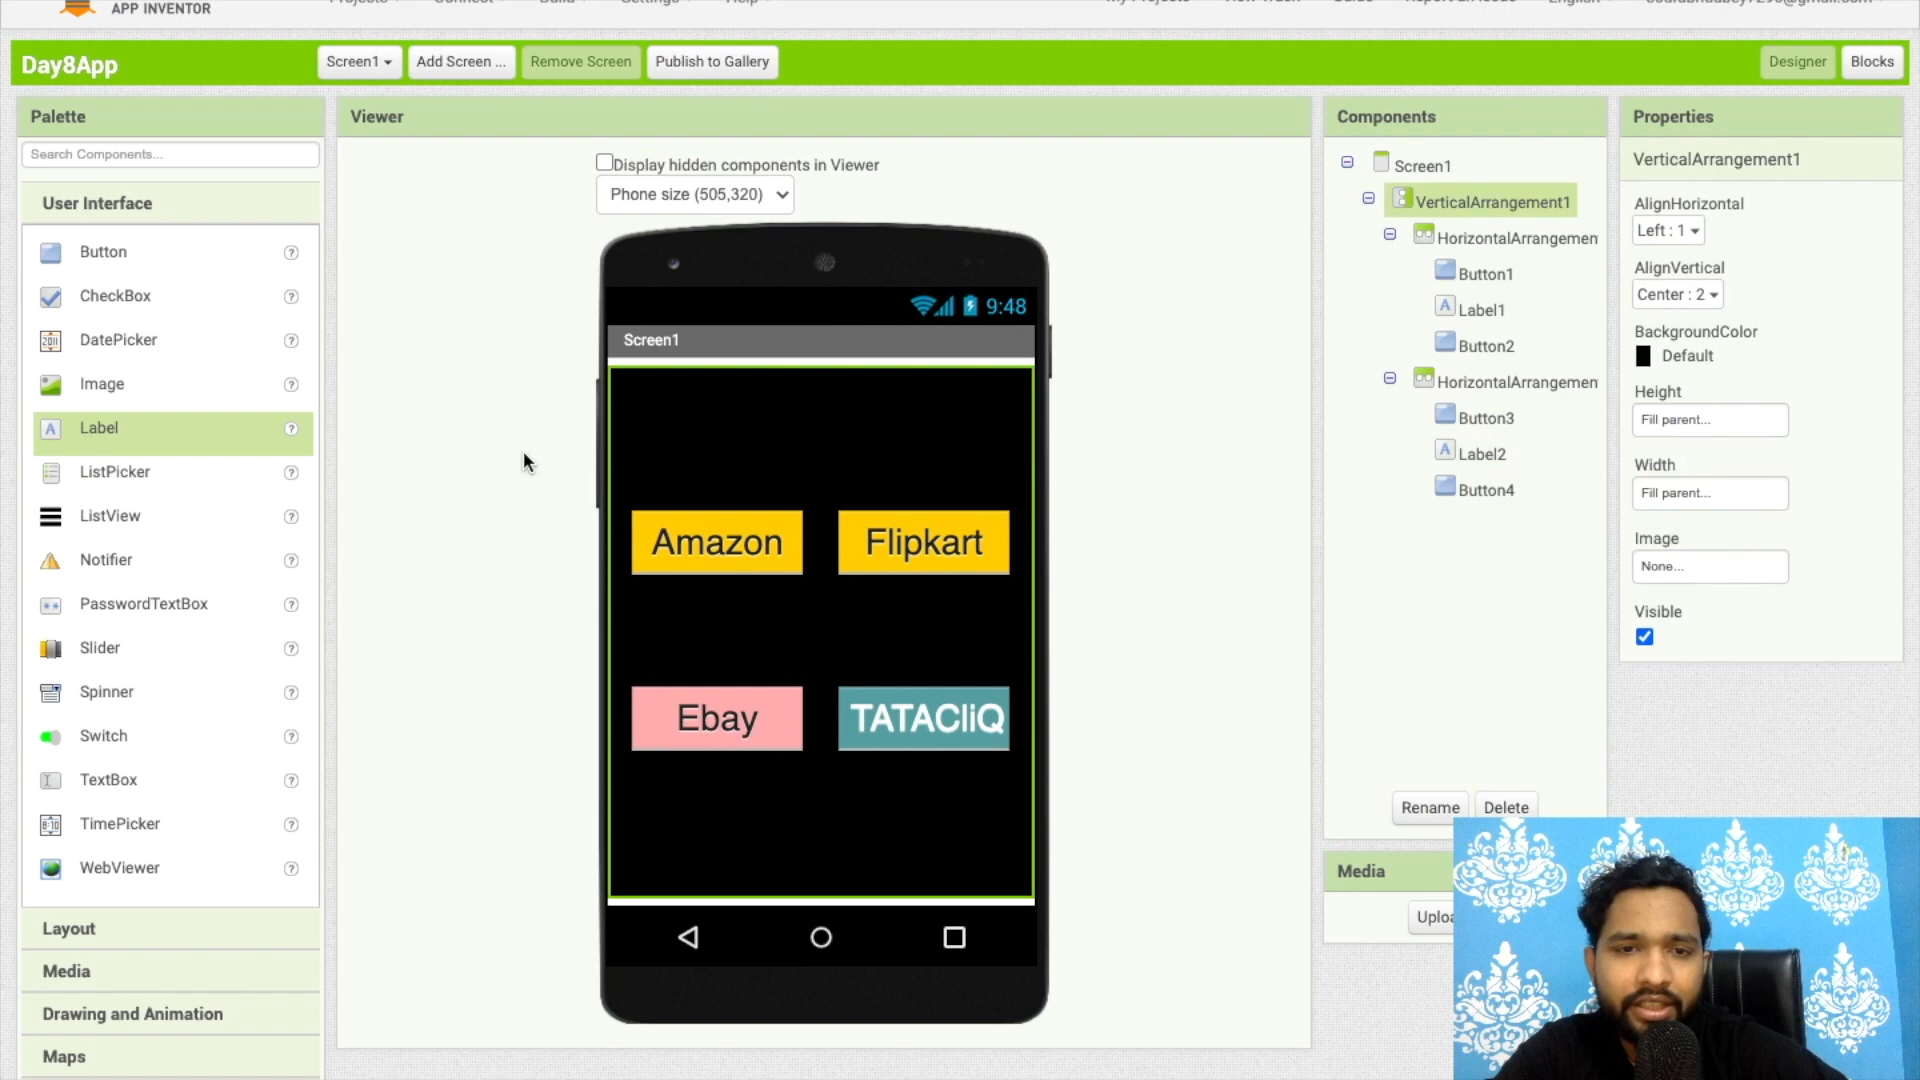 APP INVENTOR
Day8App
Screen1
Add Screen ...
Remove Screen
Publish to Gallery
Designer
Blocks
Palette
Search Components...
User Interface
Button
CheckBox
DatePicker
Image
Label
ListPicker
ListView
Notifier
PasswordTextBox
Slider
Spinner
Switch
TextBox
TimePicker
WebViewer
Layout
Media
Drawing and Animation
Maps
Viewer
Display hidden components in Viewer
Phone size (505,320)
9:48
Screen1
Amazon
Flipkart
Ebay
TATACliQ
Components
Screen1
VerticalArrangement1
HorizontalArrangemen
Button1
Label1
Button2
HorizontalArrangemen
Button3
Label2
Button4
Rename
Delete
Media
Uploa
Properties
VerticalArrangement1
AlignHorizontal
Left : 1
AlignVertical
Center : 2
BackgroundColor
Default
Height
Fill parent...
Width
Fill parent...
Image
None...
Visible